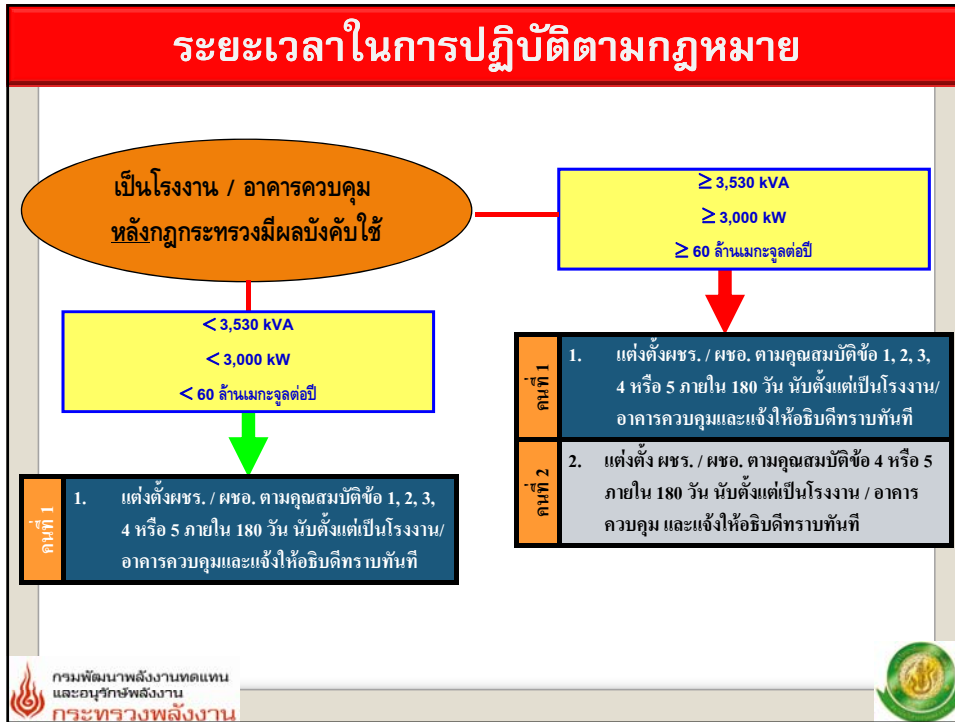 ระยะเวลาในการปฏิบัติตามกฎหมาย
เป็นโรงงาน / อาคารควบคุม
หลังกฎกระทรวงมีผลบังคับใช้
≥ 3,530 kVA
≥ 3,000 kW
≥ 60 ล้านเมกะจูลต่อปี
< 3,530 kVA
< 3,000 kW
< 60 ล้านเมกะจูลต่อปี
คนที่ 1
1. แต่งตั้งผชร. / ผชอ. ตามคุณสมบัติข้อ 1, 2, 3,
4 หรือ 5 ภายใน 180 วัน นับตั้งแต่เป็นโรงงาน/
อาคารควบคุมและแจ้งให้อธิบดีทราบทันที
คนที่ 2
2. แต่งตั้ง ผชร. / ผชอ. ตามคุณสมบัติข้อ 4 หรือ 5
ภายใน 180 วัน นับตั้งแต่เป็นโรงงาน / อาคาร
ควบคุม และแจ้งให้อธิบดีทราบทันที
คนที่ 1
1. แต่งตั้งผชร. / ผชอ. ตามคุณสมบัติข้อ 1, 2, 3,
4 หรือ 5 ภายใน 180 วัน นับตั้งแต่เป็นโรงงาน/
อาคารควบคุมและแจ้งให้อธิบดีทราบทันที
กรมพัฒนาพลังงานทดแทน
และอนุรักษ์พลังงาน
กระทรวงพลังงาน